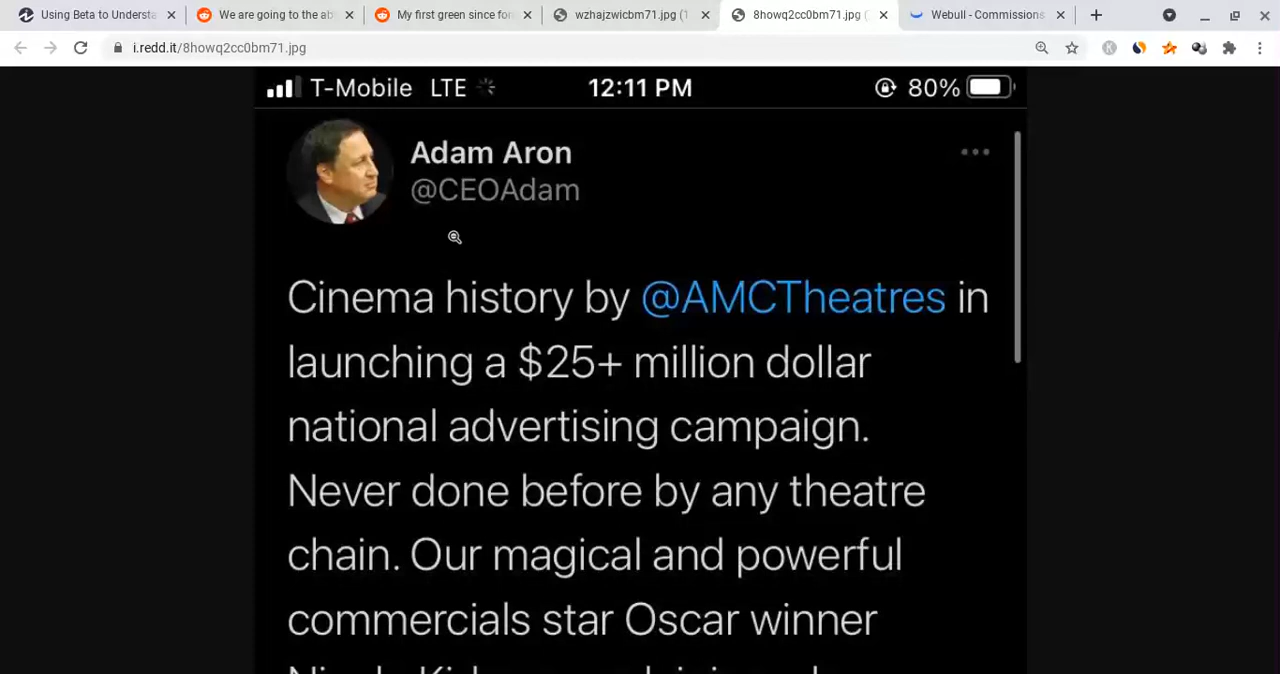 Using Beta to Understa
We are going to the ab
My first green since for
wzhajzwicbm71.jpg (1
8howq2cc0bm71.jpg (
Webull - Commissions
i.redd.it/8howq2cc0bm71.jpg
T-Mobile LTE 12:11 PM 80%
Adam Aron
@CEOAdam
Cinema history by @AMCTheatres in
launching a $25+ million dollar
national advertising campaign.
Never done before by any theatre
chain. Our magical and powerful
commercials star Oscar winner